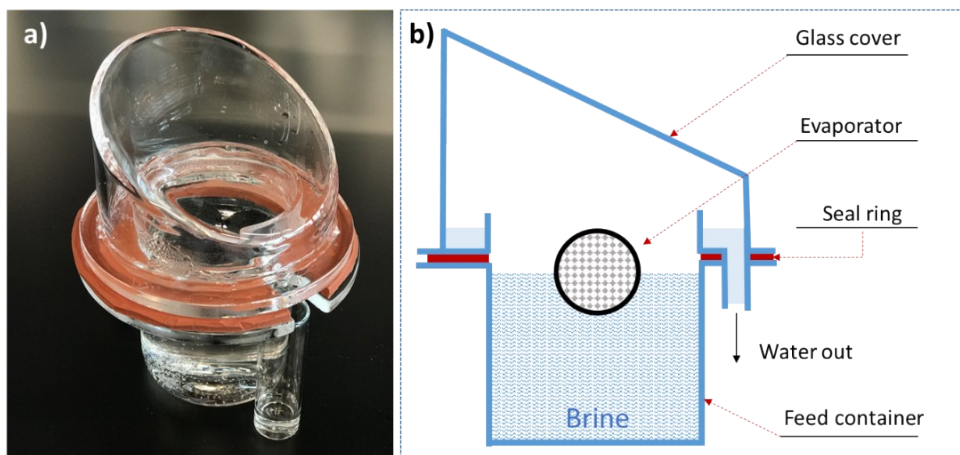 a)
b)
Glass cover
Evaporator
Seal ring
Water out
Brine
Feed container